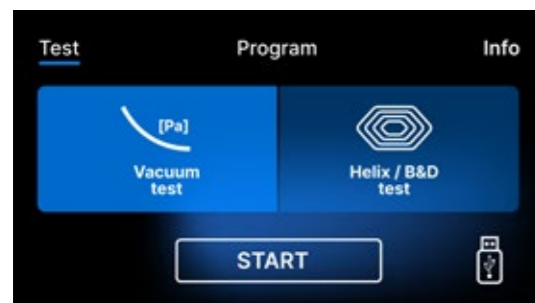 Test Program Info
[Pa]
Vacuum
test
Helix / B&D
test
START